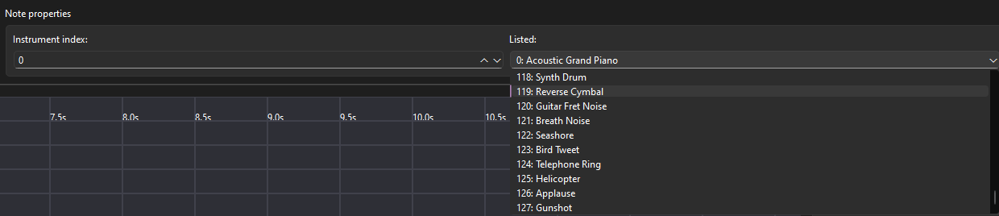 Note properties
Instrument index:
Listed:
0
0: Acoustic Grand Piano
118: Synth Drum
119: Reverse Cymbal
120: Guitar Fret Noise
121: Breath Noise
122: Seashore
123: Bird Tweet
124: Telephone Ring
125: Helicopter
126: Applause
127: Gunshot
7.5s 8.0s 8.5s 9.0s 9.5s 10.0s 10.5s